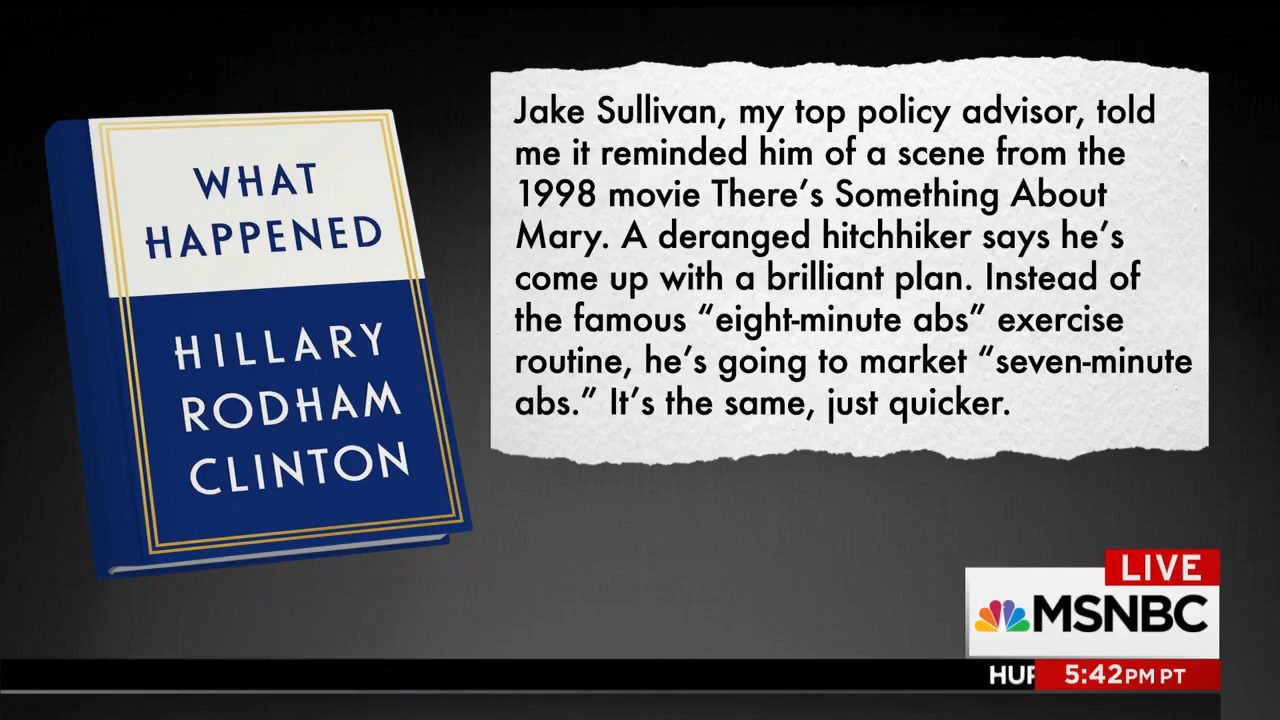 WHAT
HAPPENED
HILLARY
RODHAM
CLINTON
Jake Sullivan, my top policy advisor, told
me it reminded him of a scene from the
1998 movie There's Something About
Mary. A deranged hitchhiker says he's
come up with a brilliant plan. Instead of
the famous “eight-minute abs” exercise
routine, he's going to market “seven-minute
abs.” It's the same, just quicker.
LIVE
MSNBC
5:42PM PT